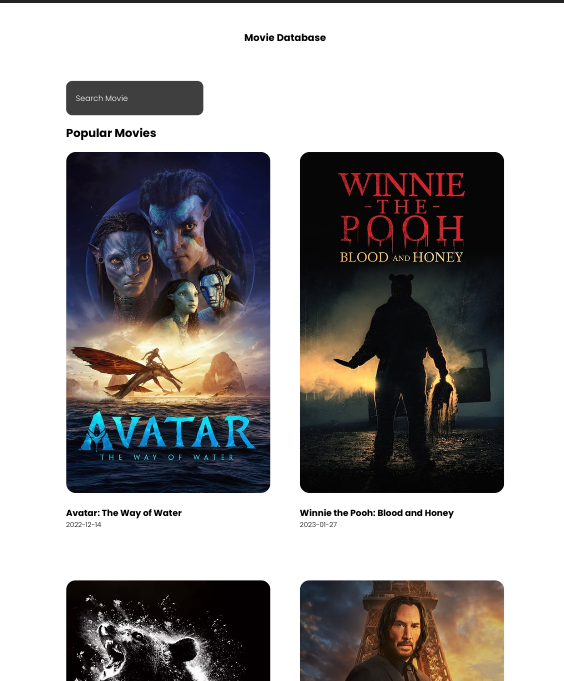 Movie Database
Search Movie
Popular Movies
AVATAR
THE WAY OF WATER
WINNIE
-THE-
POOH
BLOOD AND HONEY
Avatar: The Way of Water
2022-12-14
Winnie the Pooh: Blood and Honey
2023-01-27